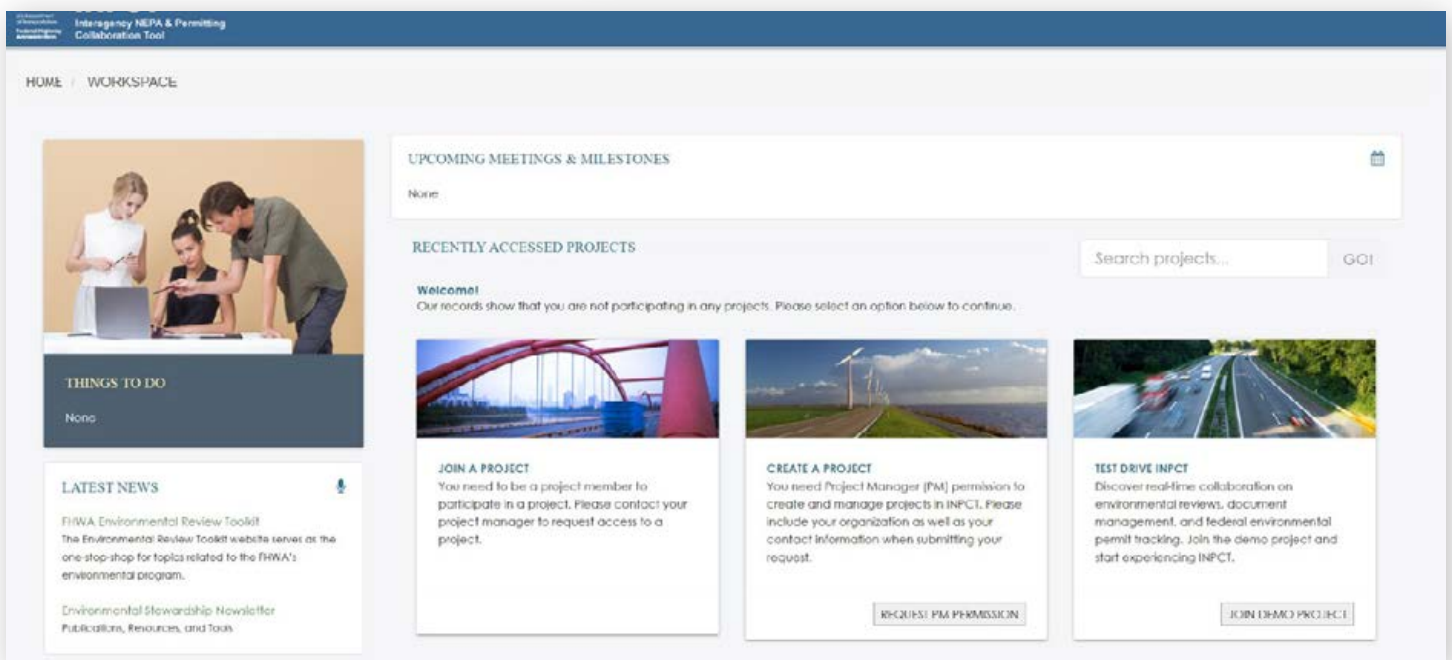 Interagency NEPA & Permitting
Collaboration Tool
HOME / WORKSPACE
THINGS TO DO
None
LATEST NEWS
FHWA Environmental Review Toolkit
The Environmental Review Toolkit website serves as the
one-stop-shop for topics related to the FHWA's
environmental program.
Environmental Stewardship Newsletter
Publications, Resources, and Tools
UPCOMING MEETINGS & MILESTONES
None
RECENTLY ACCESSED PROJECTS
Search projects...
GO!
Welcome!
Our records show that you are not participating in any projects. Please select an option below to continue.
JOIN A PROJECT
You need to be a project member to
participate in a project. Please contact your
project manager to request access to a
project.
CREATE A PROJECT
You need Project Manager (PM) permission to
create and manage projects in INPCT. Please
include your organization as well as your
contact information when submitting your
request.
REQUEST PM PERMISSION
TEST DRIVE INPCT
Discover real-time collaboration on
environmental reviews, document
management, and federal environmental
permit tracking. Join the demo project and
start experiencing INPCT.
JOIN DEMO PROJECT